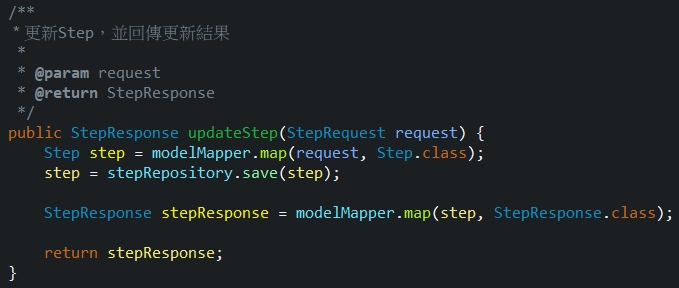 /**
* 更新Step，並回傳更新結果
*
* @param request
* @return StepResponse
*/
public StepResponse updateStep(StepRequest request) {
Step step = modelMapper.map(request, Step.class);
step = stepRepository.save(step);
StepResponse stepResponse = modelMapper.map(step, StepResponse.class);
return stepResponse;
}